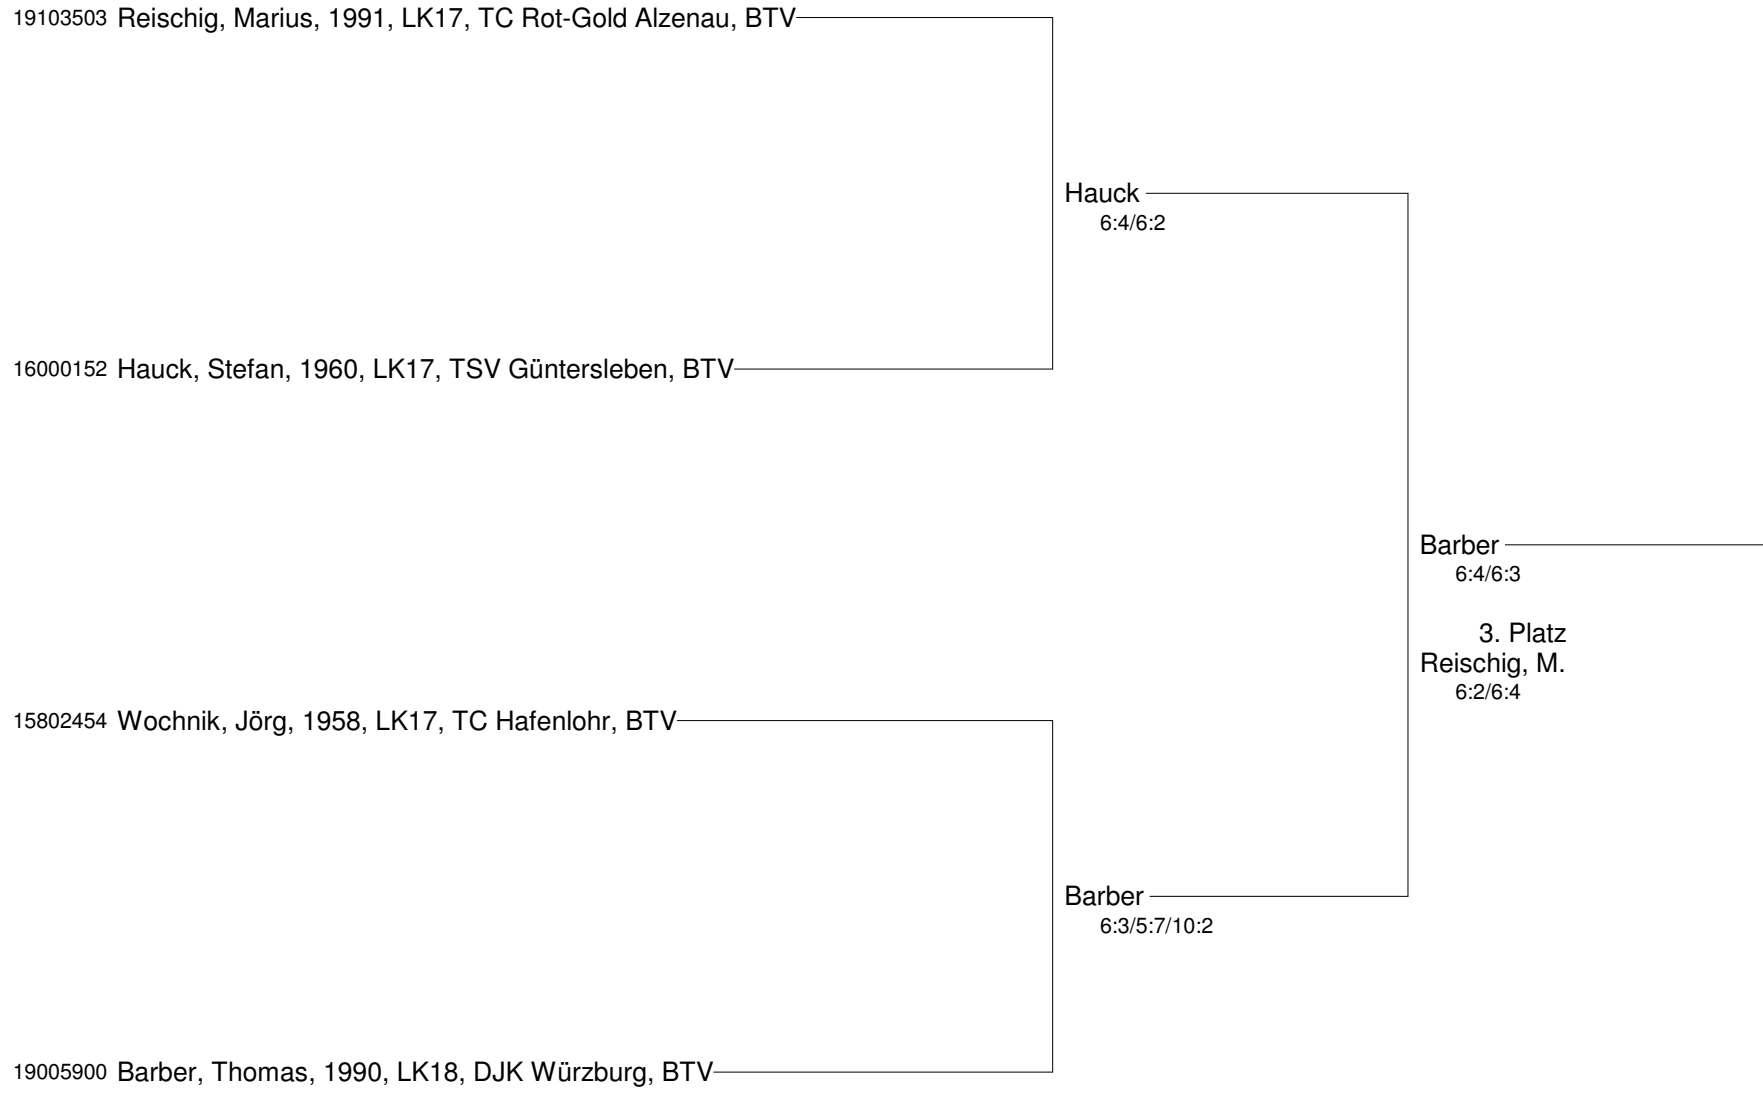 19103503 Reischig, Marius, 1991, LK17, TC Rot-Gold Alzenau, BTV
Hauck
6:4/6:2
16000152 Hauck, Stefan, 1960, LK17, TSV Güntersleben, BTV
Barber
6:4/6:3
3. Platz
Reischig, M.
6:2/6:4
15802454 Wochnik, Jörg, 1958, LK17, TC Hafenlohr, BTV
Barber
6:3/5:7/10:2
19005900 Barber, Thomas, 1990, LK18, DJK Würzburg, BTV